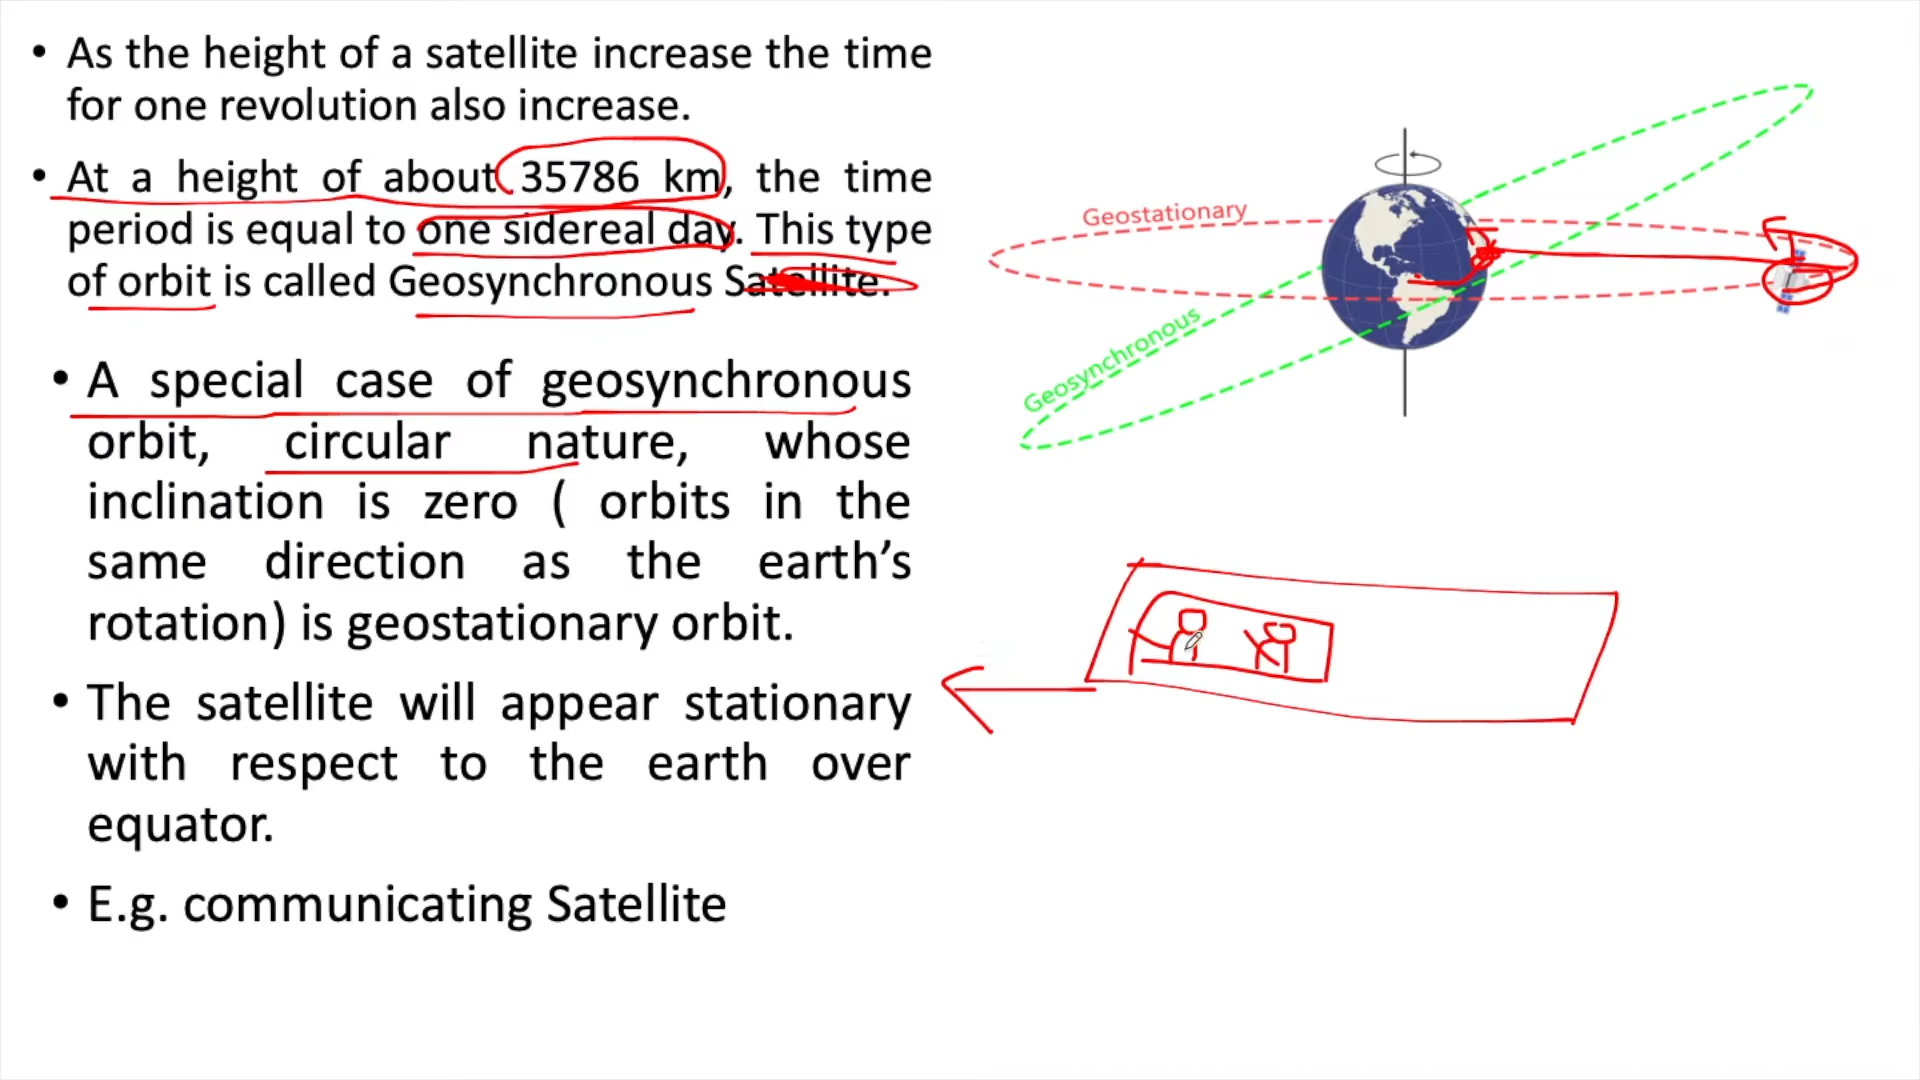 • As the height of a satellite increase the time
for one revolution also increase.
• At a height of about 35786 km, the time
period is equal to one sidereal day. This type
of orbit is called Geosynchronous Satellite.
• A special case of geosynchronous
orbit, circular nature, whose
inclination is zero ( orbits in the
same direction as the earth’s
rotation) is geostationary orbit.
• The satellite will appear stationary
with respect to the earth over
equator.
• E.g. communicating Satellite
Geostationary
Geosynchronous